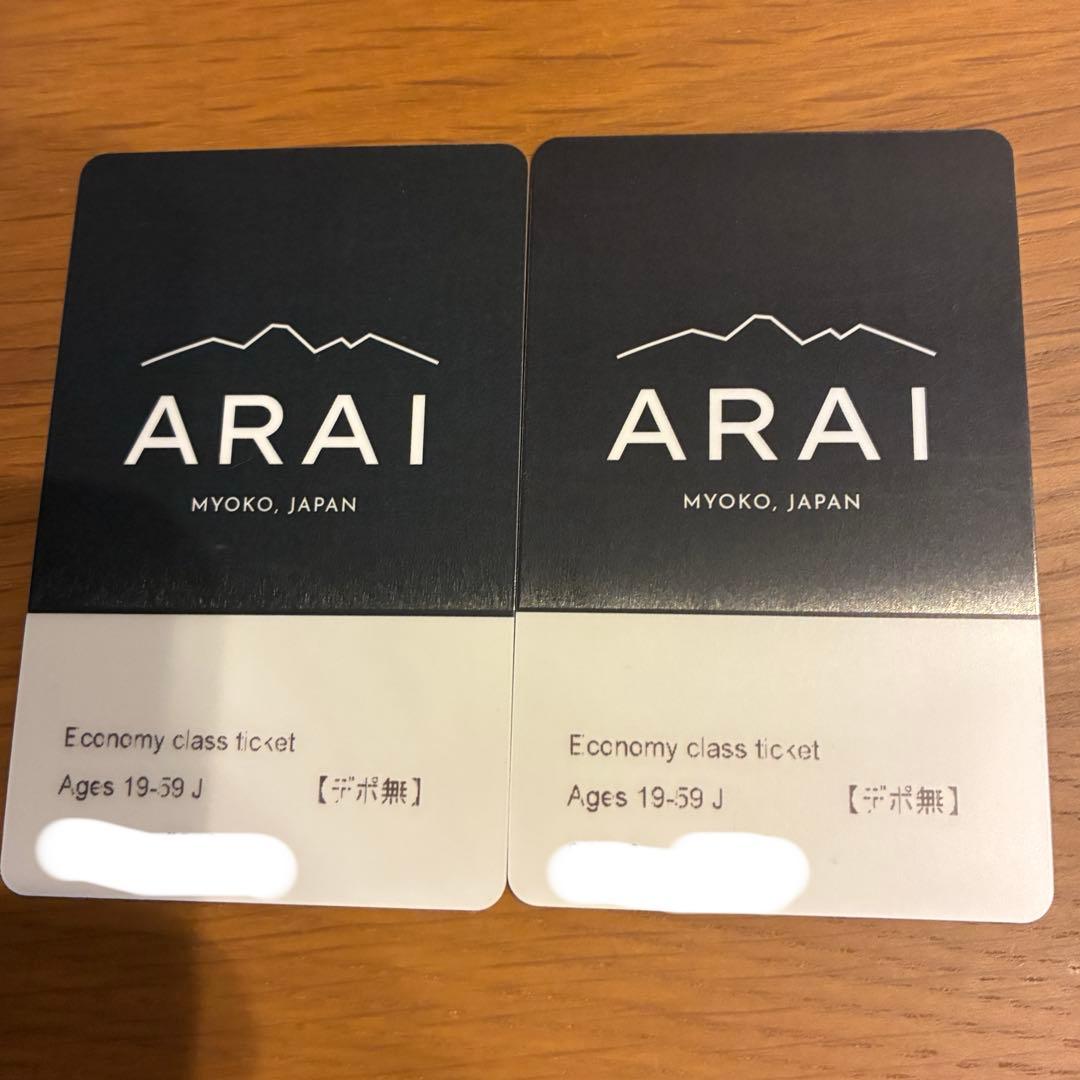 ARAI
MYOKO, JAPAN
Economy class ticket
Ages 19-59 J 【デポ無】
ARAI
MYOKO, JAPAN
Economy class ticket
Ages 19-59 J 【デポ無】